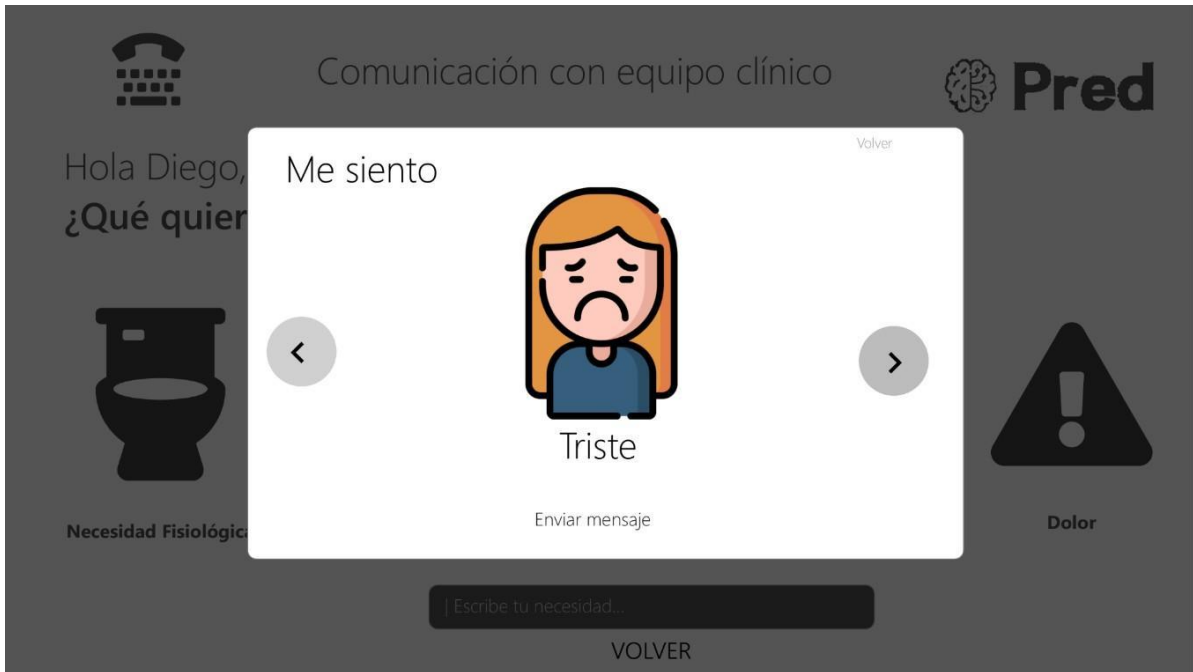 Comunicación con equipo clínico
Pred
Hola Diego,
¿Qué quier
Volver
Me siento
Triste
Enviar mensaje
Necesidad Fisiológic
Dolor
| Escribe tu necesidad...
VOLVER